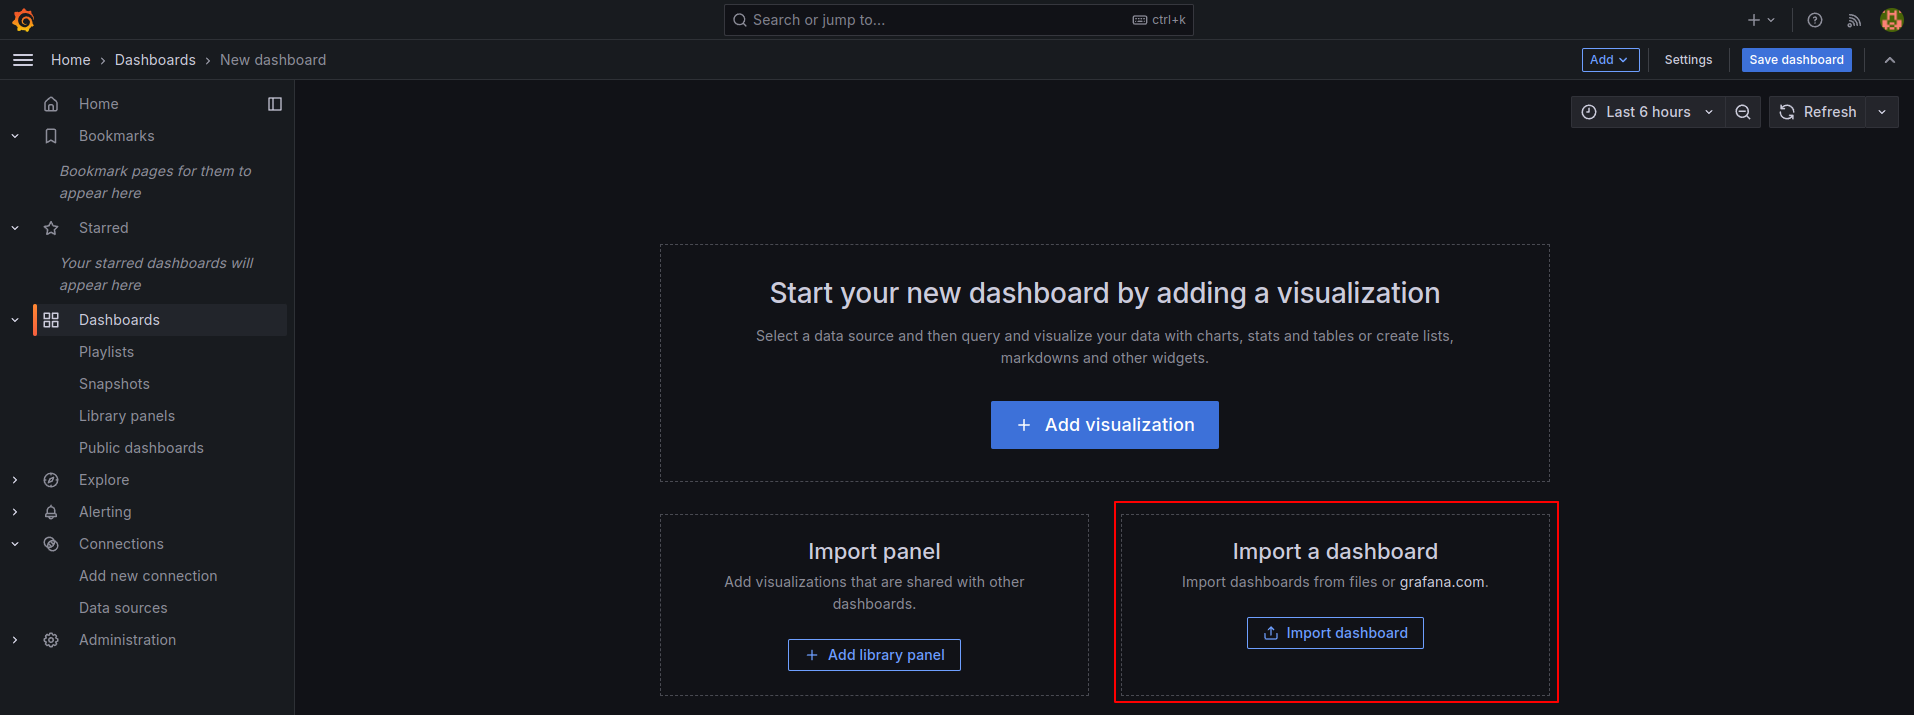 Search or jump to...
ctrl+k
Home › Dashboards › New dashboard
Add
Settings
Save dashboard
Home
Bookmarks
Bookmark pages for them to
appear here
Starred
Your starred dashboards will
appear here
Dashboards
Playlists
Snapshots
Library panels
Public dashboards
Explore
Alerting
Connections
Add new connection
Data sources
Administration
Last 6 hours
Refresh
Start your new dashboard by adding a visualization
Select a data source and then query and visualize your data with charts, stats and tables or create lists,
markdowns and other widgets.
+ Add visualization
Import panel
Add visualizations that are shared with other
dashboards.
+ Add library panel
Import a dashboard
Import dashboards from files or grafana.com.
Import dashboard